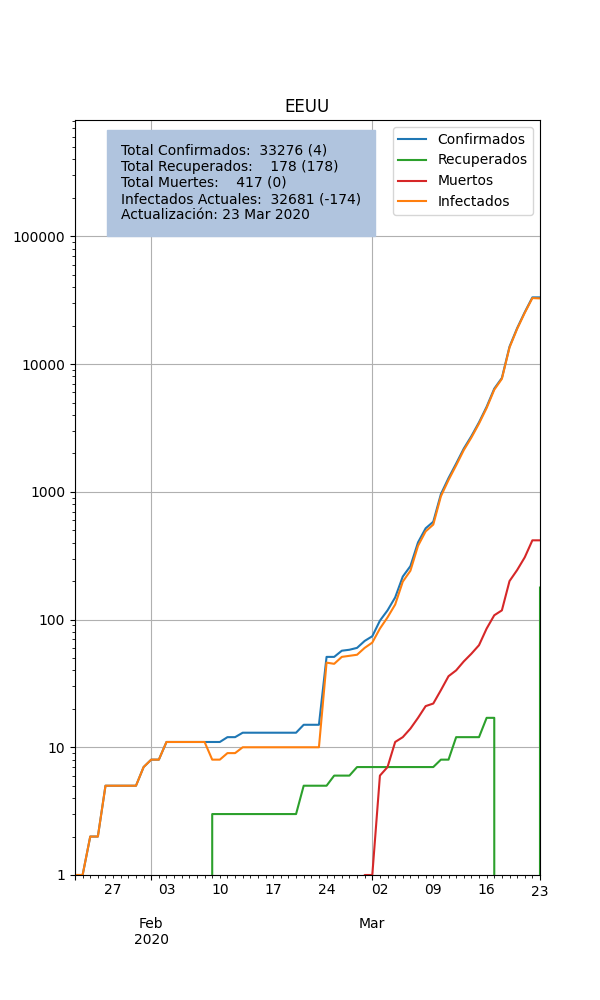 EEUU
Total Confirmados: 33276 (4)
Total Recuperados: 178 (178)
Total Muertes: 417 (0)
Infectados Actuales: 32681 (-174)
Actualización: 23 Mar 2020
Confirmados
Recuperados
Muertos
Infectados
100000
10000
1000
100
10
1
27 03 10 17 24 02 09 16 23
Feb Mar
2020